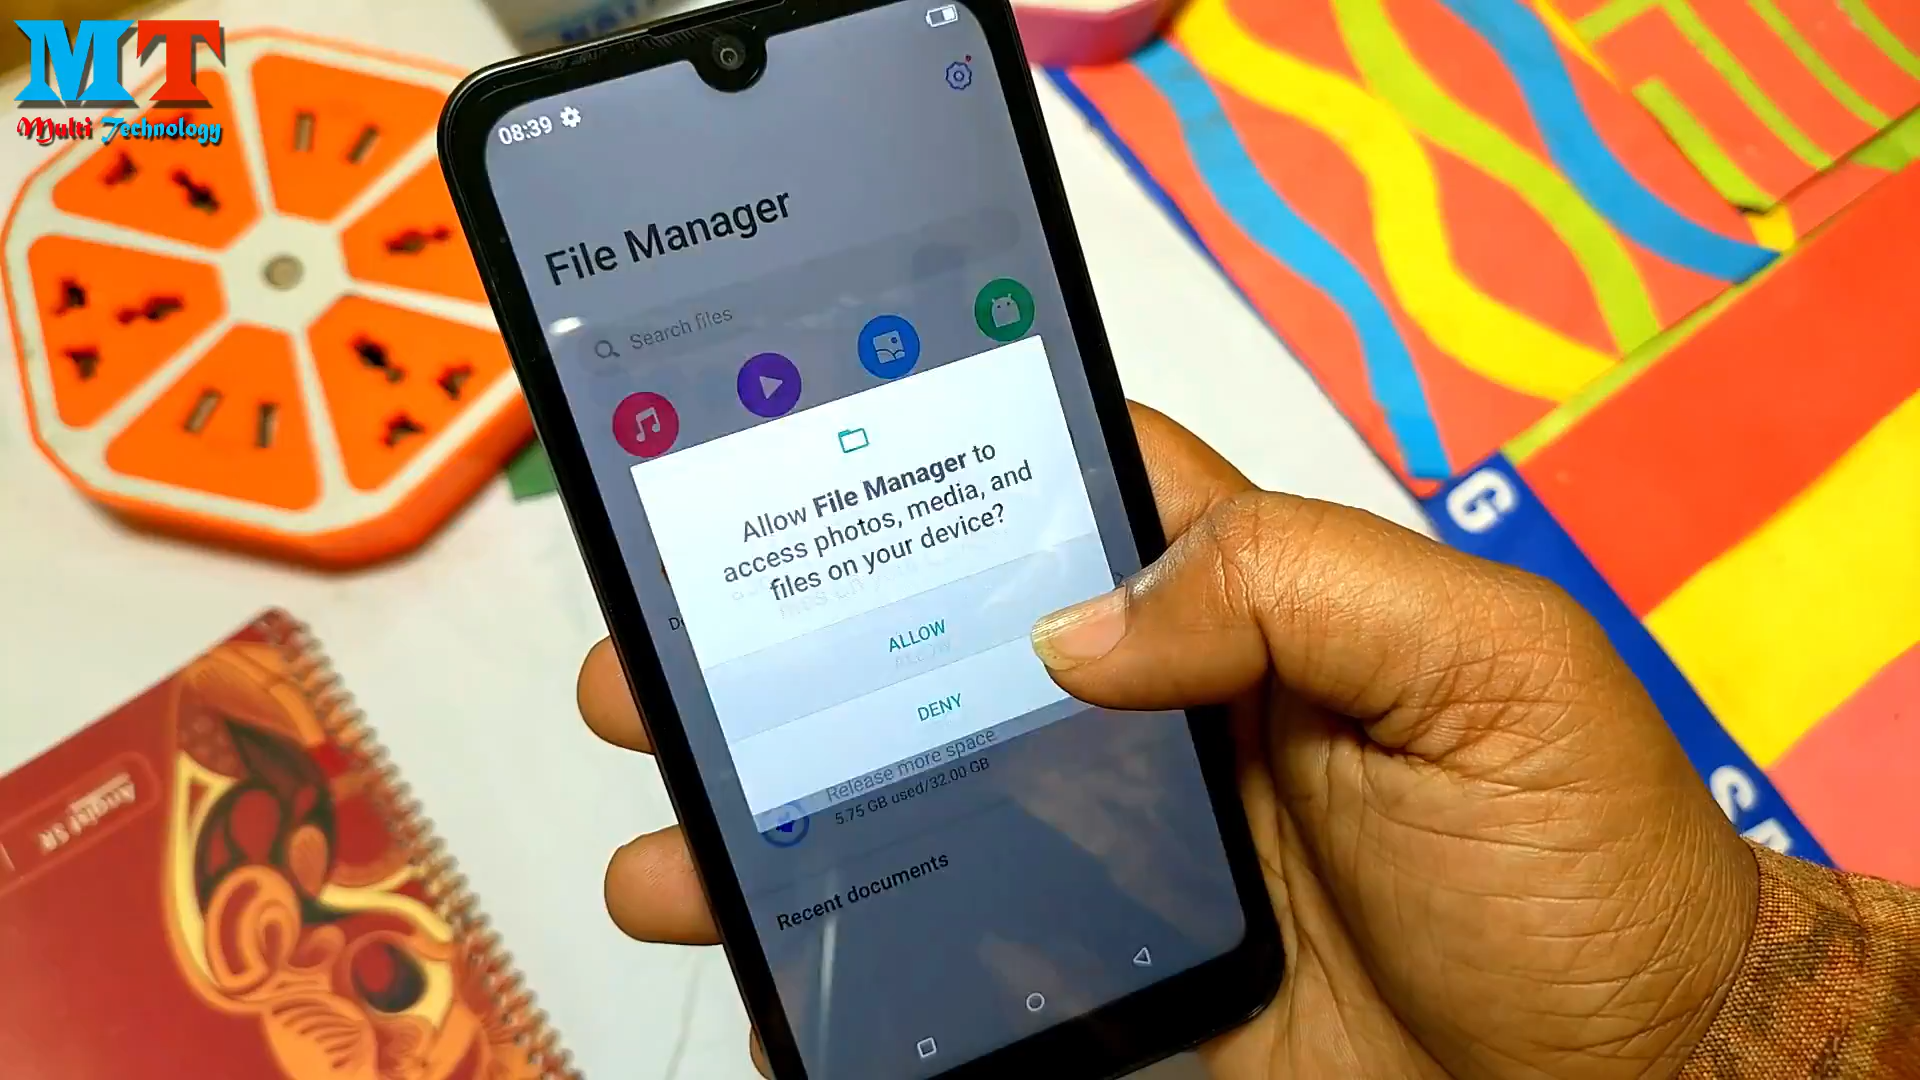 MT
Multi Technology
08:39
File Manager
Search files
Allow File Manager to
access photos, media, and
files on your device?
ALLOW
DENY
Release more space
5.75 GB used/32.00 GB
Recent documents
G